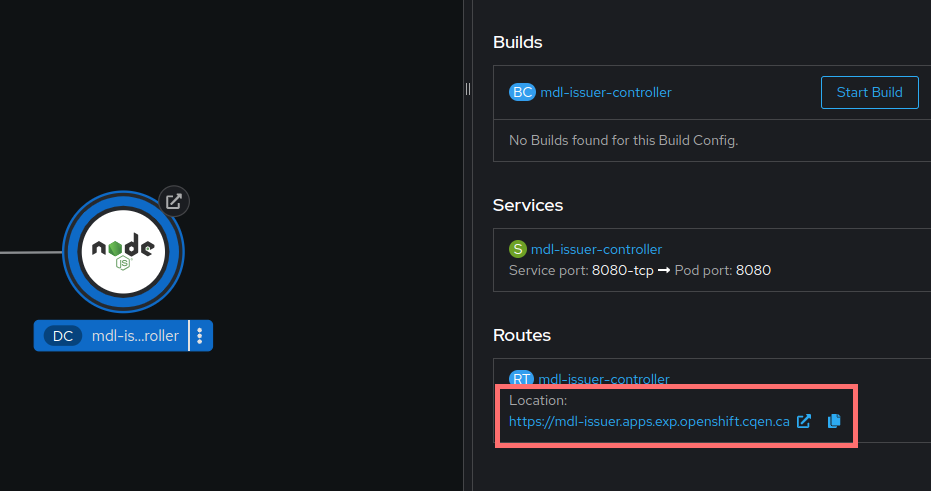 Builds
BC mdl-issuer-controller
Start Build
No Builds found for this Build Config.
node
JS
Services
S mdl-issuer-controller
Service port: 8080-tcp → Pod port: 8080
DC mdl-is...roller
Routes
RT mdl-issuer-controller
Location:
https://mdl-issuer.apps.exp.openshift.cqen.ca